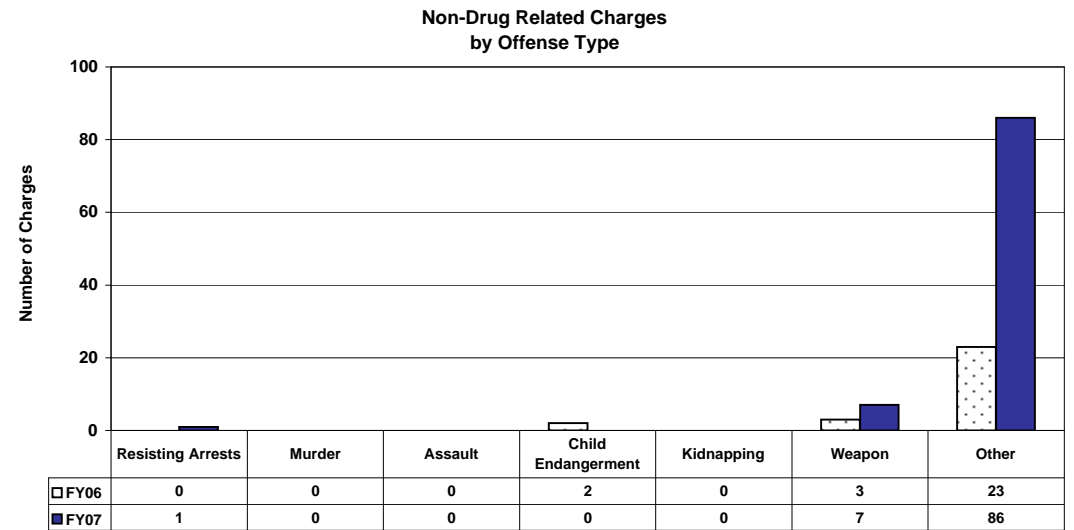 Non-Drug Related Charges
by Offense Type
100
80
60
40
20
0
Number of Charges
Resisting Arrests Murder Assault Child Endangerment Kidnapping Weapon Other
FY06 0 0 0 2 0 3 23
FY07 1 0 0 0 0 7 86